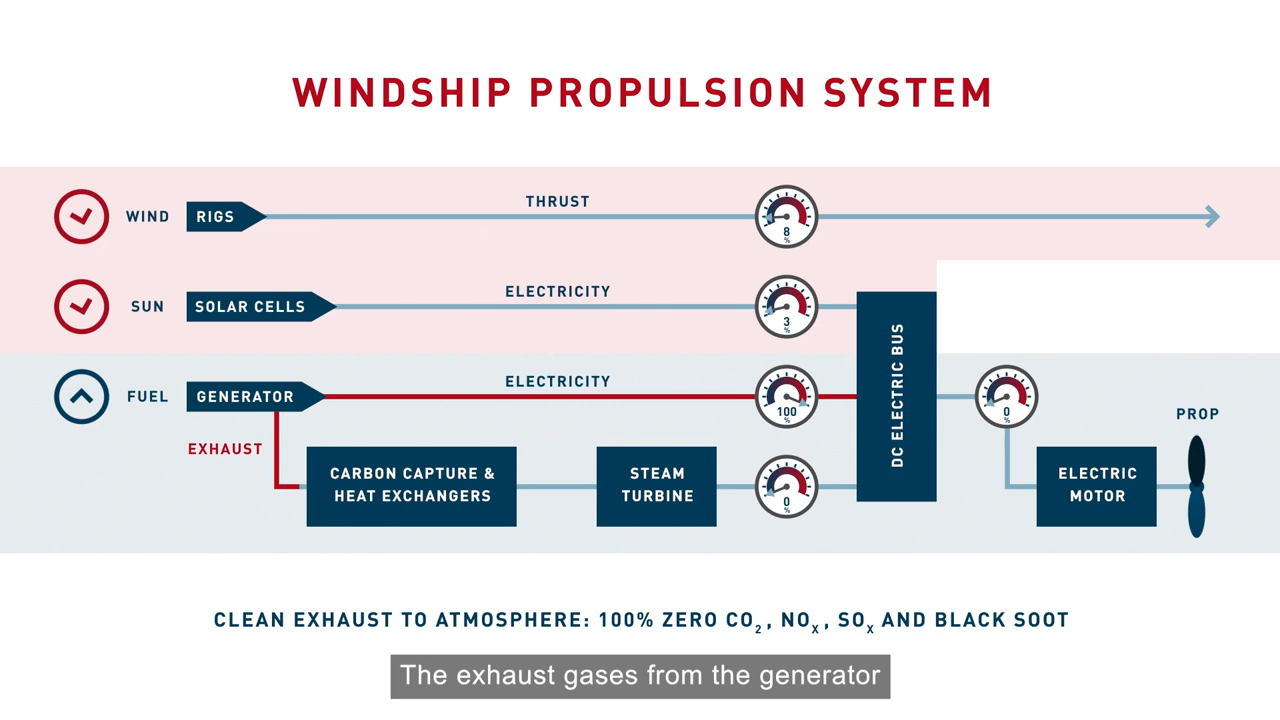 WINDSHIP PROPULSION SYSTEM
WIND RIGS THRUST 8 %
SUN SOLAR CELLS ELECTRICITY 3 %
FUEL GENERATOR ELECTRICITY 100 %
DC ELECTRIC BUS
0 %
PROP
EXHAUST
CARBON CAPTURE &
HEAT EXCHANGERS
STEAM
TURBINE
0 %
ELECTRIC
MOTOR
CLEAN EXHAUST TO ATMOSPHERE: 100% ZERO CO₂, NOₓ, SOₓ AND BLACK SOOT
The exhaust gases from the generator